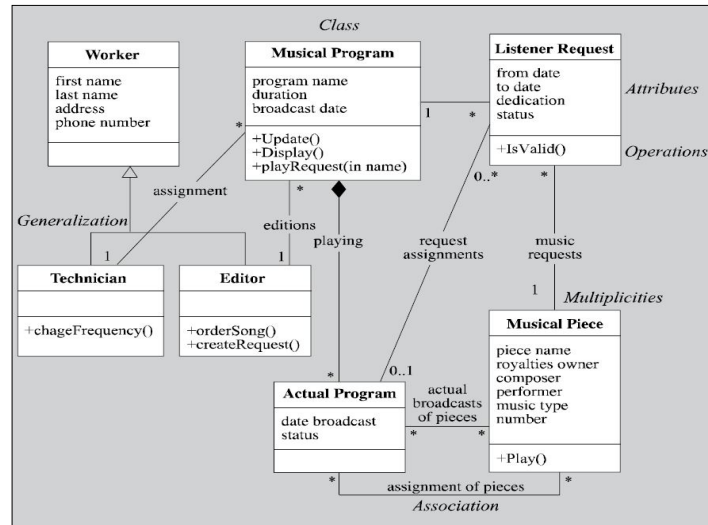 Class
Worker
first name
last name
address
phone number
Musical Program
program name
duration
broadcast date
+Update()
+Display()
+playRequest(in name)
Listener Request
from date
to date
dedication
status
+IsValid()
Attributes
Operations
1
*
*
assignment
*
editions
playing
0..*
request
assignments
*
music
requests
Generalization
1
1
1
Multiplicities
Technician
+chageFrequency()
Editor
+orderSong()
+createRequest()
Musical Piece
piece name
royalties owner
composer
performer
music type
number
+Play()
*
0..1
Actual Program
date broadcast
status
actual
broadcasts
of pieces
*
*
*
assignment of pieces
*
Association